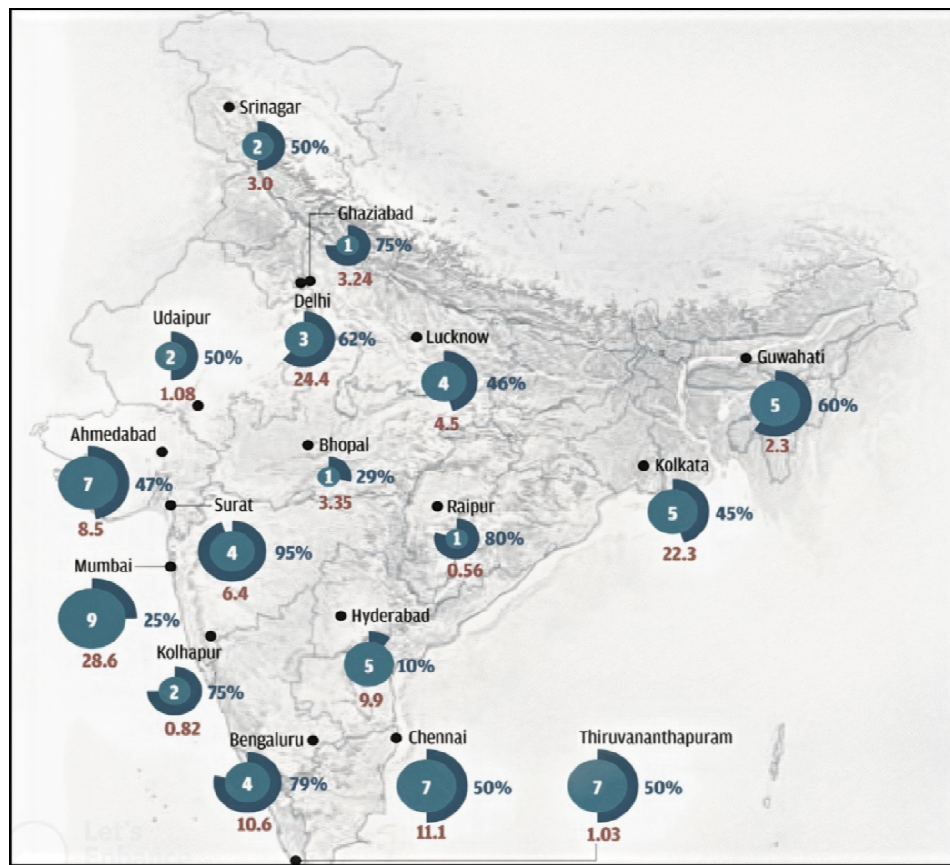 Srinagar
2 50%
3.0
Ghaziabad
1 75%
3.24
Delhi
3 62%
24.4
Udaipur
2 50%
1.08
Lucknow
4 46%
4.5
Guwahati
5 60%
2.3
Ahmedabad
7 47%
8.5
Bhopal
1 29%
3.35
Kolkata
5 45%
22.3
Surat
4 95%
6.4
Raipur
1 80%
0.56
Mumbai
9 25%
28.6
Hyderabad
5 10%
9.9
Kolhapur
2 75%
0.82
Bengaluru
4 79%
10.6
Chennai
7 50%
11.1
Thiruvananthapuram
7 50%
1.03
Let's
Enhance